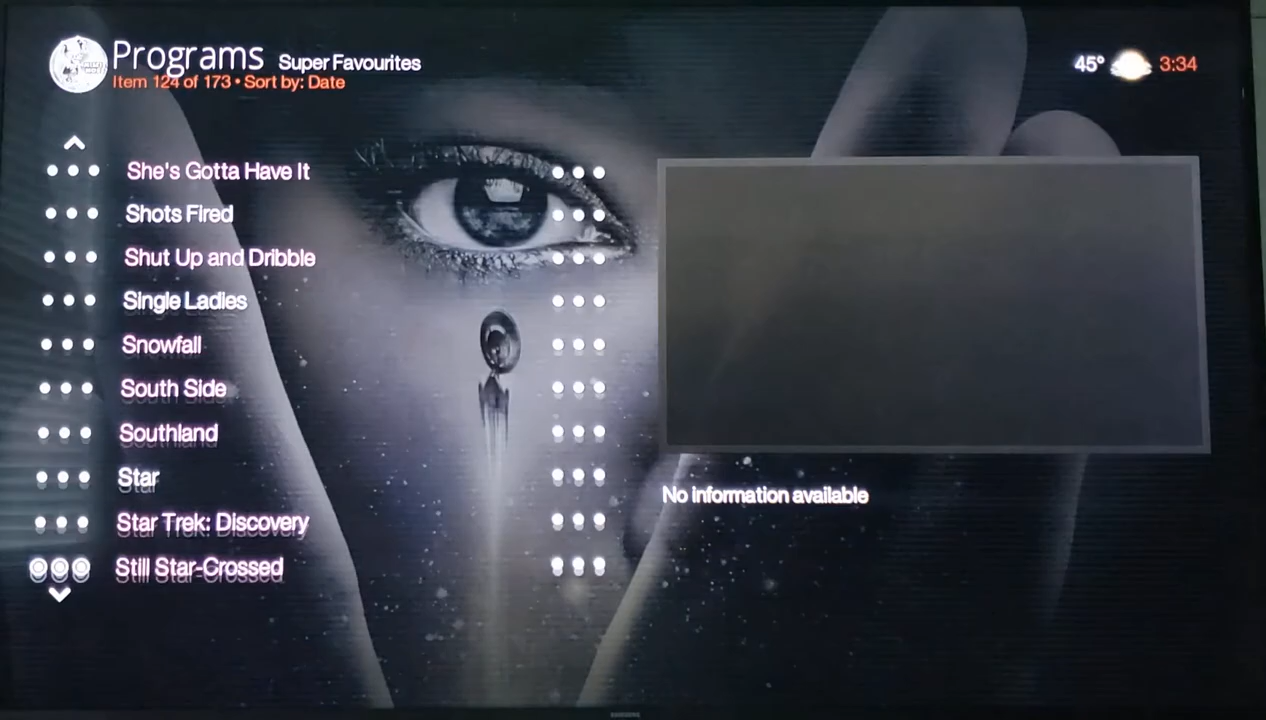 Programs Super Favourites
Item 124 of 173 • Sort by: Date
45° 3:34
She's Gotta Have It
Shots Fired
Shut Up and Dribble
Single Ladies
Snowfall
South Side
Southland
Star
Star Trek: Discovery
Still Star-Crossed
No information available
SAMSUNG